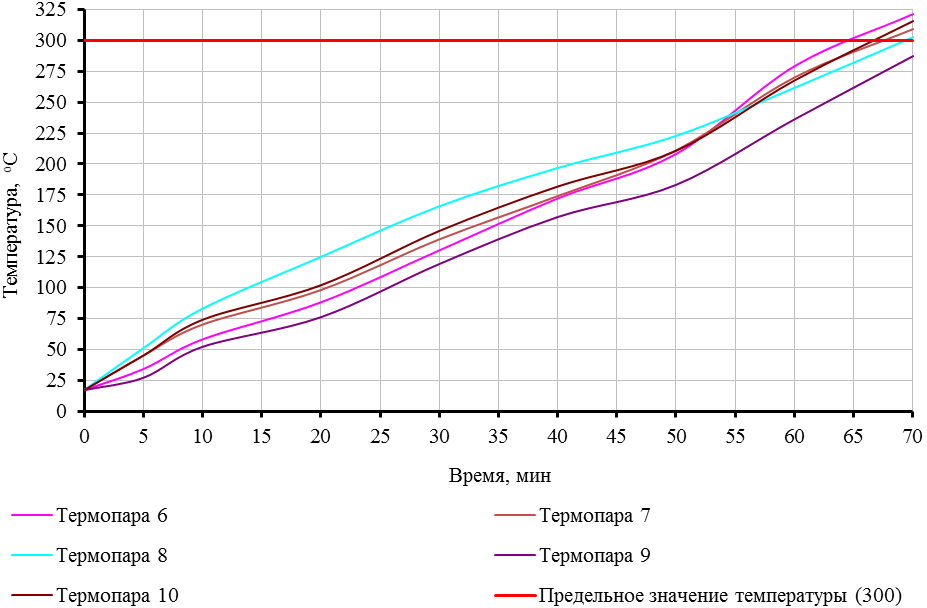 325
300
275
250
225
200
175
150
125
100
75
50
25
0
Температура, °С
0 5 10 15 20 25 30 35 40 45 50 55 60 65 70
Время, мин
Термопара 6 Термопара 7
Термопара 8 Термопара 9
Термопара 10 Предельное значение температуры (300)